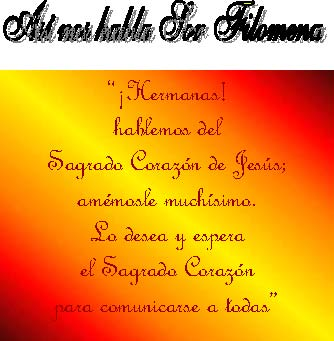 Así nos habla Sor Filomena
"¡Hermanas!
hablemos del
Sagrado Corazón de Jesús;
amémosle muchísimo.
Lo desea y espera
el Sagrado Corazón
para comunicarse a todas"